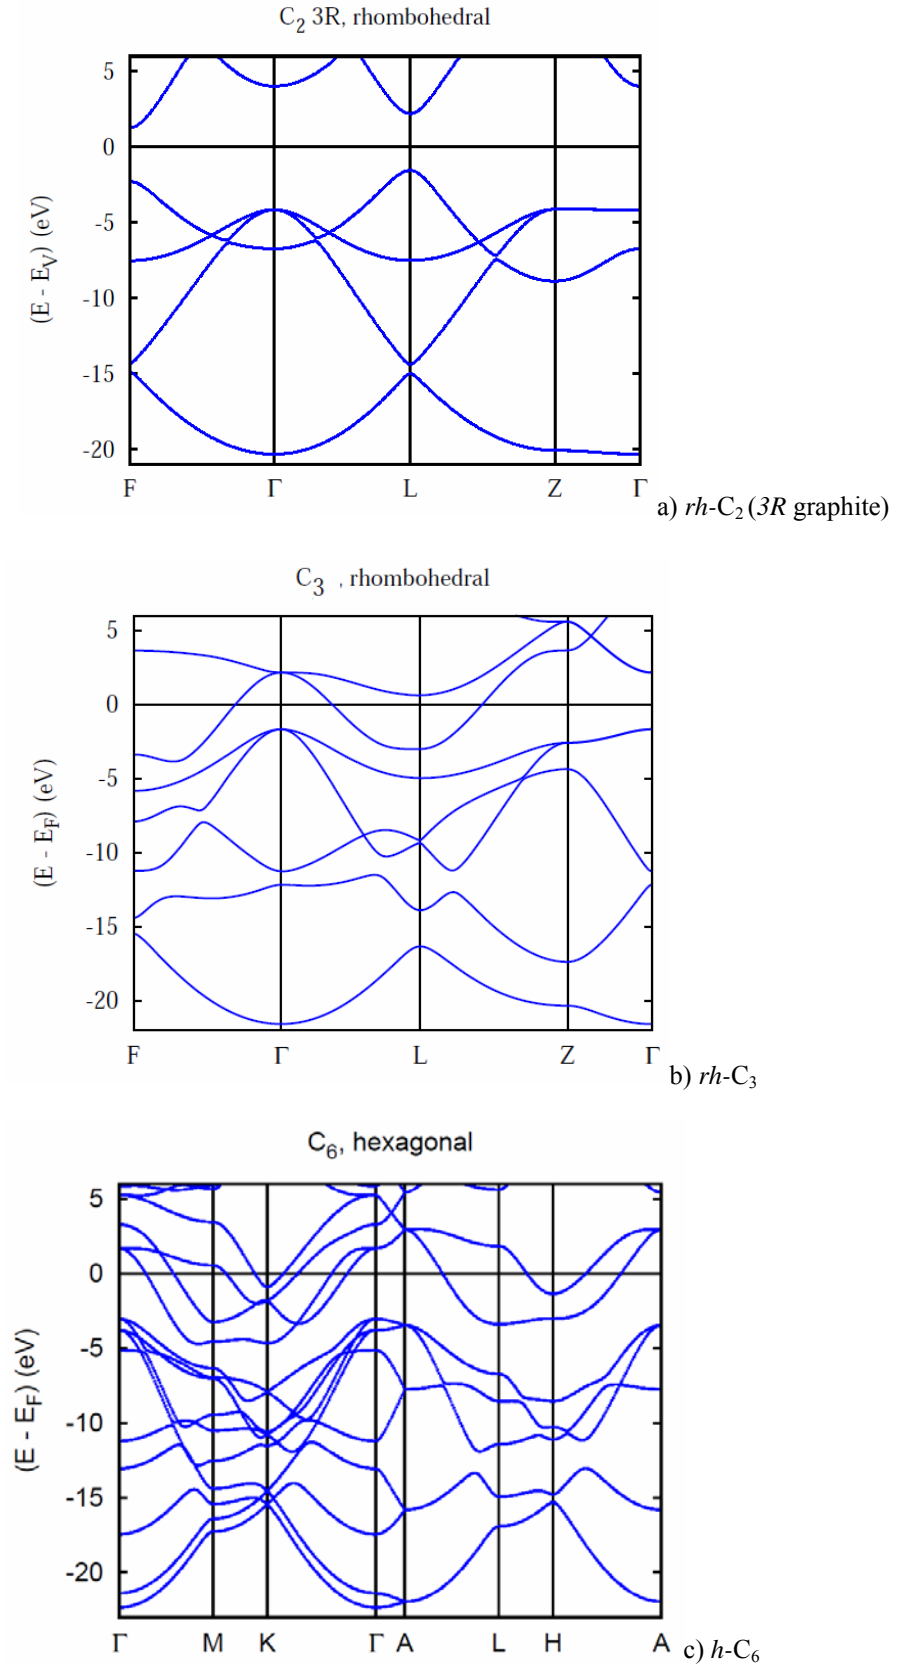 C2 3R, rhombohedral
(E - EV) (eV)
5
0
-5
-10
-15
-20
F Γ L Z Γ
a) rh-C2 (3R graphite)
C3 , rhombohedral
(E - EF) (eV)
5
0
-5
-10
-15
-20
F Γ L Z Γ
b) rh-C3
C6, hexagonal
(E - EF) (eV)
5
0
-5
-10
-15
-20
Γ M K Γ A L H A
c) h-C6